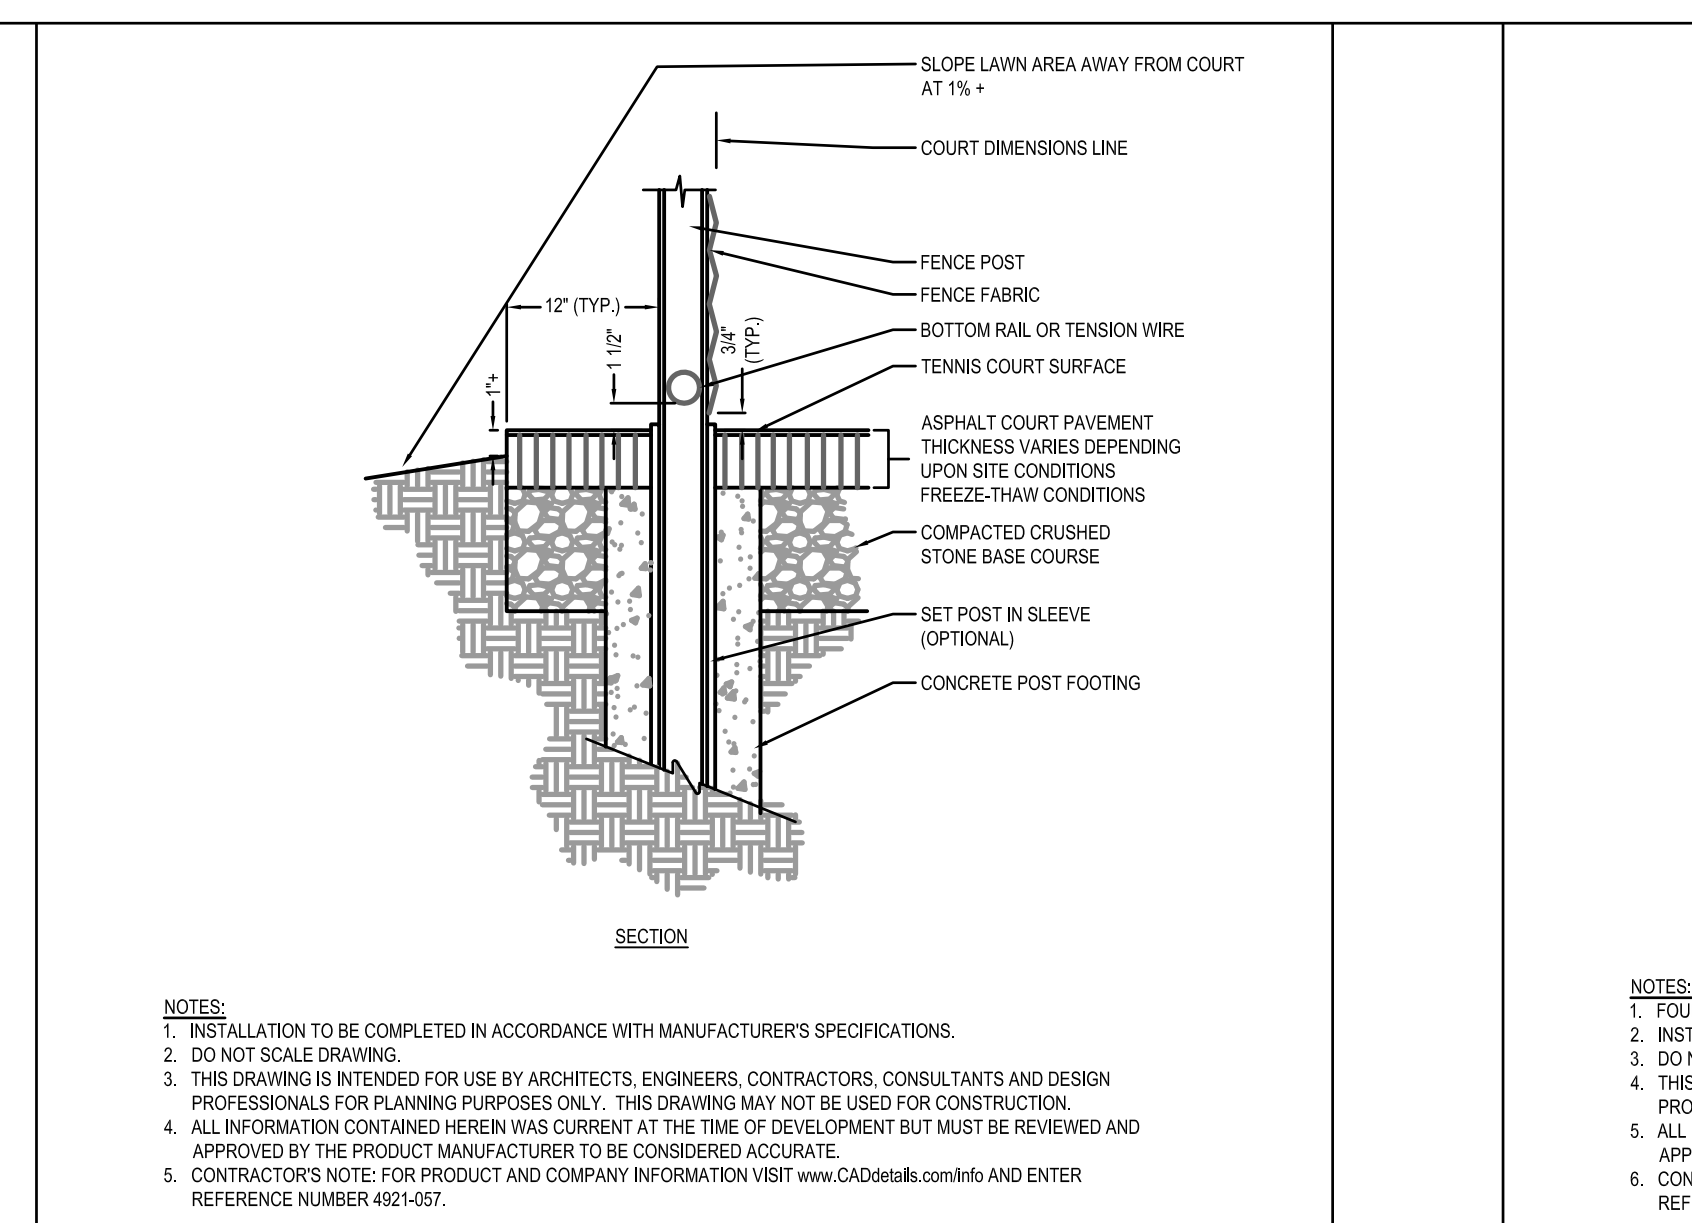 SLOPE LAWN AREA AWAY FROM COURT
AT 1% +
COURT DIMENSIONS LINE
FENCE POST
FENCE FABRIC
12" (TYP.)
1 1/2"
3/4"
(TYP.)
1"+
BOTTOM RAIL OR TENSION WIRE
TENNIS COURT SURFACE
ASPHALT COURT PAVEMENT
THICKNESS VARIES DEPENDING
UPON SITE CONDITIONS
FREEZE-THAW CONDITIONS
COMPACTED CRUSHED
STONE BASE COURSE
SET POST IN SLEEVE
(OPTIONAL)
CONCRETE POST FOOTING
SECTION
NOTES:
1. INSTALLATION TO BE COMPLETED IN ACCORDANCE WITH MANUFACTURER'S SPECIFICATIONS.
2. DO NOT SCALE DRAWING.
3. THIS DRAWING IS INTENDED FOR USE BY ARCHITECTS, ENGINEERS, CONTRACTORS, CONSULTANTS AND DESIGN
PROFESSIONALS FOR PLANNING PURPOSES ONLY. THIS DRAWING MAY NOT BE USED FOR CONSTRUCTION.
4. ALL INFORMATION CONTAINED HEREIN WAS CURRENT AT THE TIME OF DEVELOPMENT BUT MUST BE REVIEWED AND
APPROVED BY THE PRODUCT MANUFACTURER TO BE CONSIDERED ACCURATE.
5. CONTRACTOR'S NOTE: FOR PRODUCT AND COMPANY INFORMATION VISIT www.CADdetails.com/info AND ENTER
REFERENCE NUMBER 4921-057.
NOTES:
1. FOU
2. INST
3. DO
4. THIS
PRO
5. ALL
APP
6. CON
REF